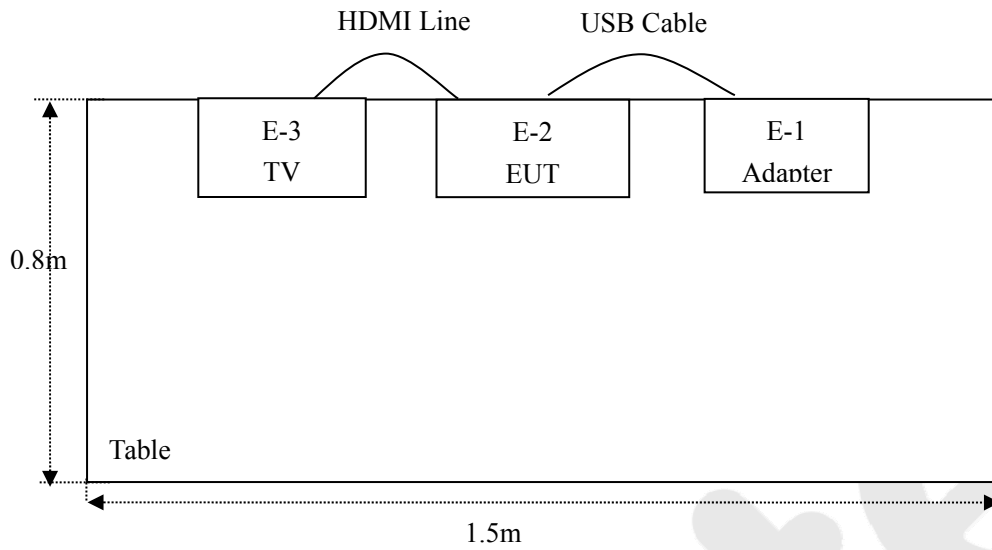 HDMI Line
USB Cable
E-3
TV
E-2
EUT
E-1
Adapter
0.8m
Table
1.5m